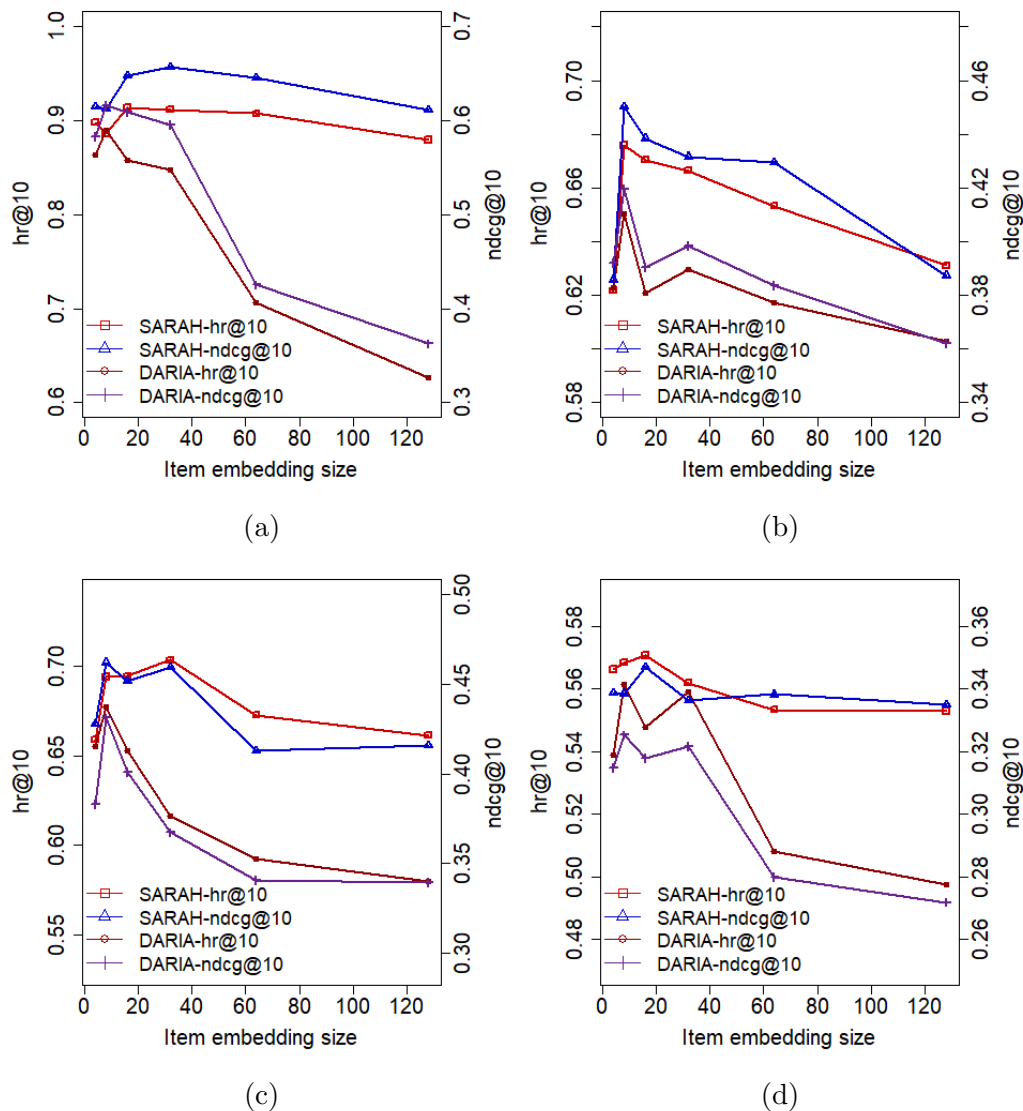 1.0
0.9
0.8
0.7
0.6
hr@10
0.7
0.6
0.5
0.4
0.3
ndcg@10
SARAH-hr@10
SARAH-ndcg@10
DARIA-hr@10
DARIA-ndcg@10
0 20 40 60 80 100 120
Item embedding size
(a)
0.70
0.66
0.62
0.58
hr@10
0.46
0.42
0.38
0.34
ndcg@10
SARAH-hr@10
SARAH-ndcg@10
DARIA-hr@10
DARIA-ndcg@10
0 20 40 60 80 100 120
Item embedding size
(b)
0.70
0.65
0.60
0.55
hr@10
0.50
0.45
0.40
0.35
0.30
ndcg@10
SARAH-hr@10
SARAH-ndcg@10
DARIA-hr@10
DARIA-ndcg@10
0 20 40 60 80 100 120
Item embedding size
(c)
0.58
0.56
0.54
0.52
0.50
0.48
hr@10
0.36
0.34
0.32
0.30
0.28
0.26
ndcg@10
SARAH-hr@10
SARAH-ndcg@10
DARIA-hr@10
DARIA-ndcg@10
0 20 40 60 80 100 120
Item embedding size
(d)